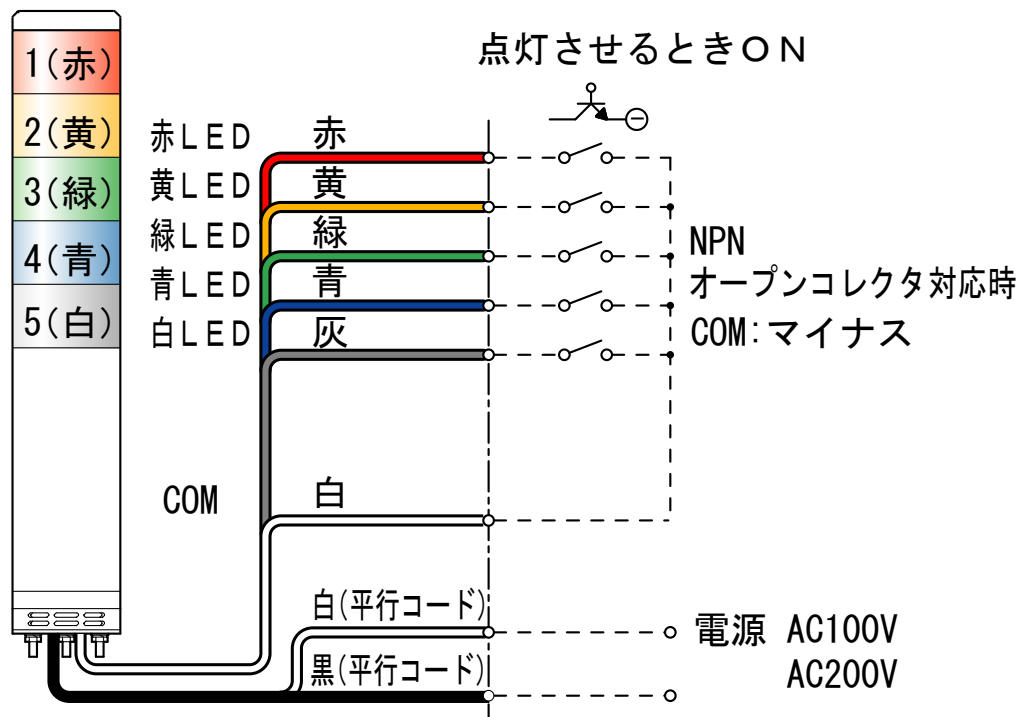 点灯させるときＯＮ
1(赤)
2(黄)
3(緑)
4(青)
5(白)
赤ＬＥＤ 赤
黄ＬＥＤ 黄
緑ＬＥＤ 緑
青ＬＥＤ 青
白ＬＥＤ 灰
NPN
オープンコレクタ対応時
COM:マイナス
COM 白
白(平行コード)
黒(平行コード)
電源 AC100V
AC200V